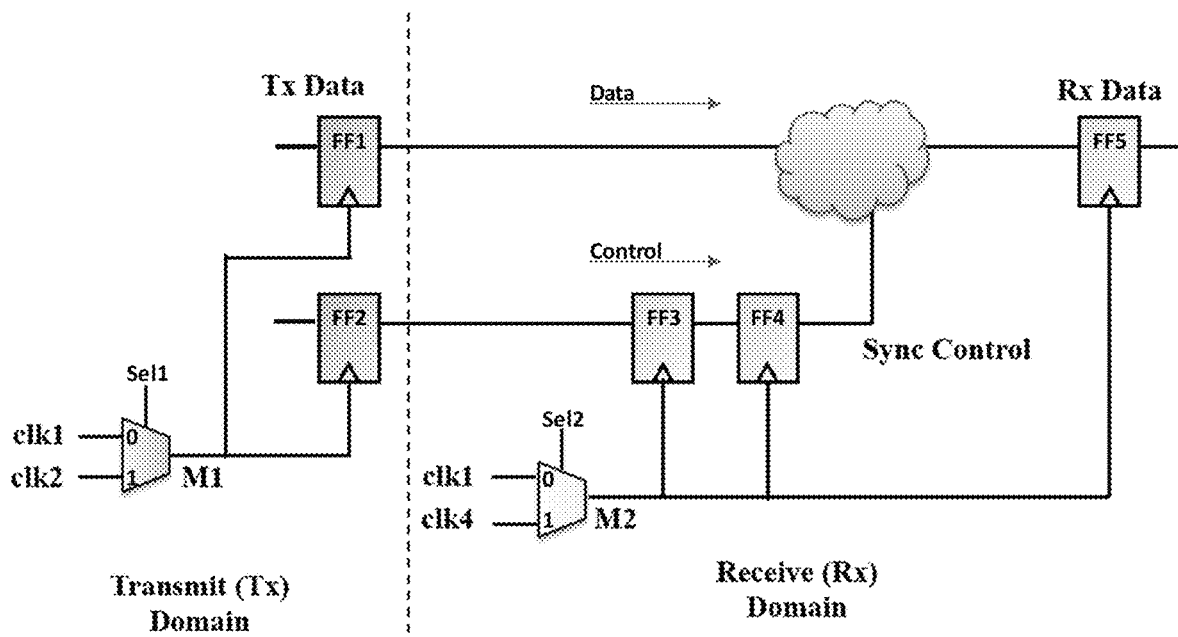 Tx Data
Data
Rx Data
FF1
FF5
Control
FF2
FF3
FF4
Sync Control
Sel1
clk1
0
clk2
1
M1
Sel2
clk1
0
clk4
1
M2
Transmit (Tx)
Domain
Receive (Rx)
Domain